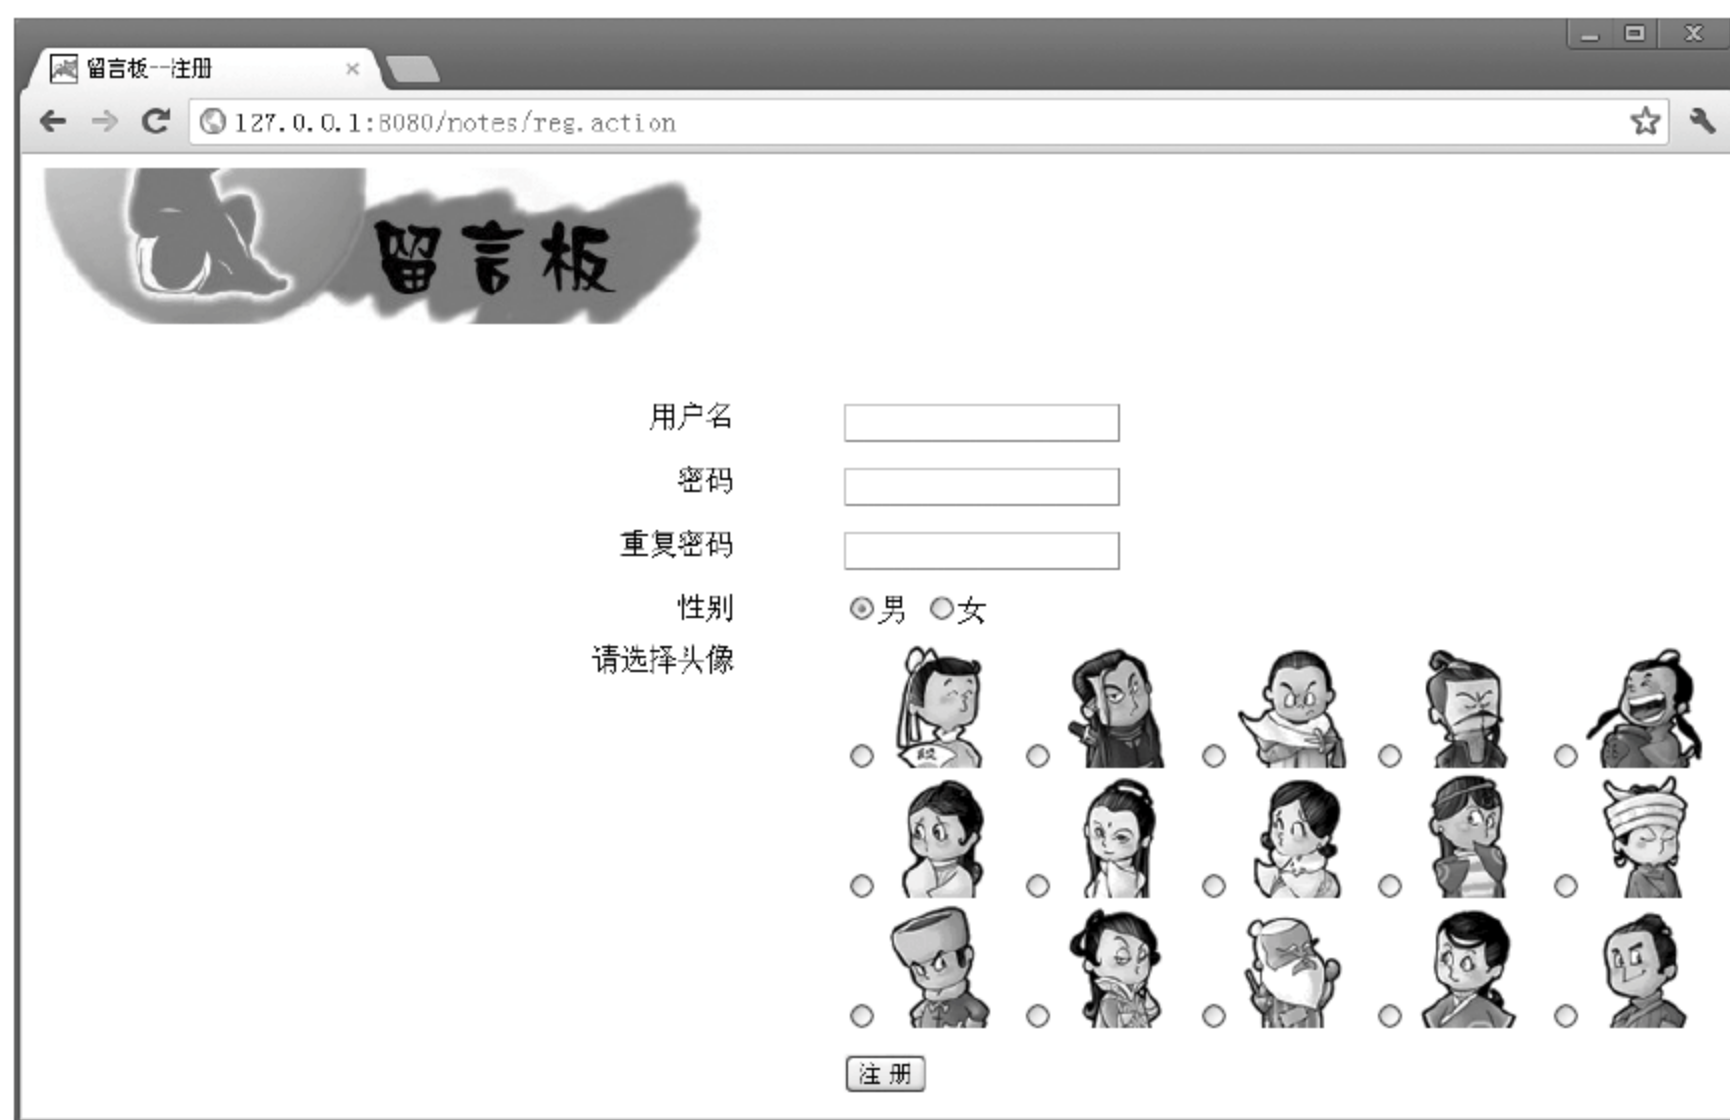 留言板--注册
127.0.0.1:8080/notes/reg.action
留言板
用户名
密码
重复密码
性别 男 女
请选择头像
注 册